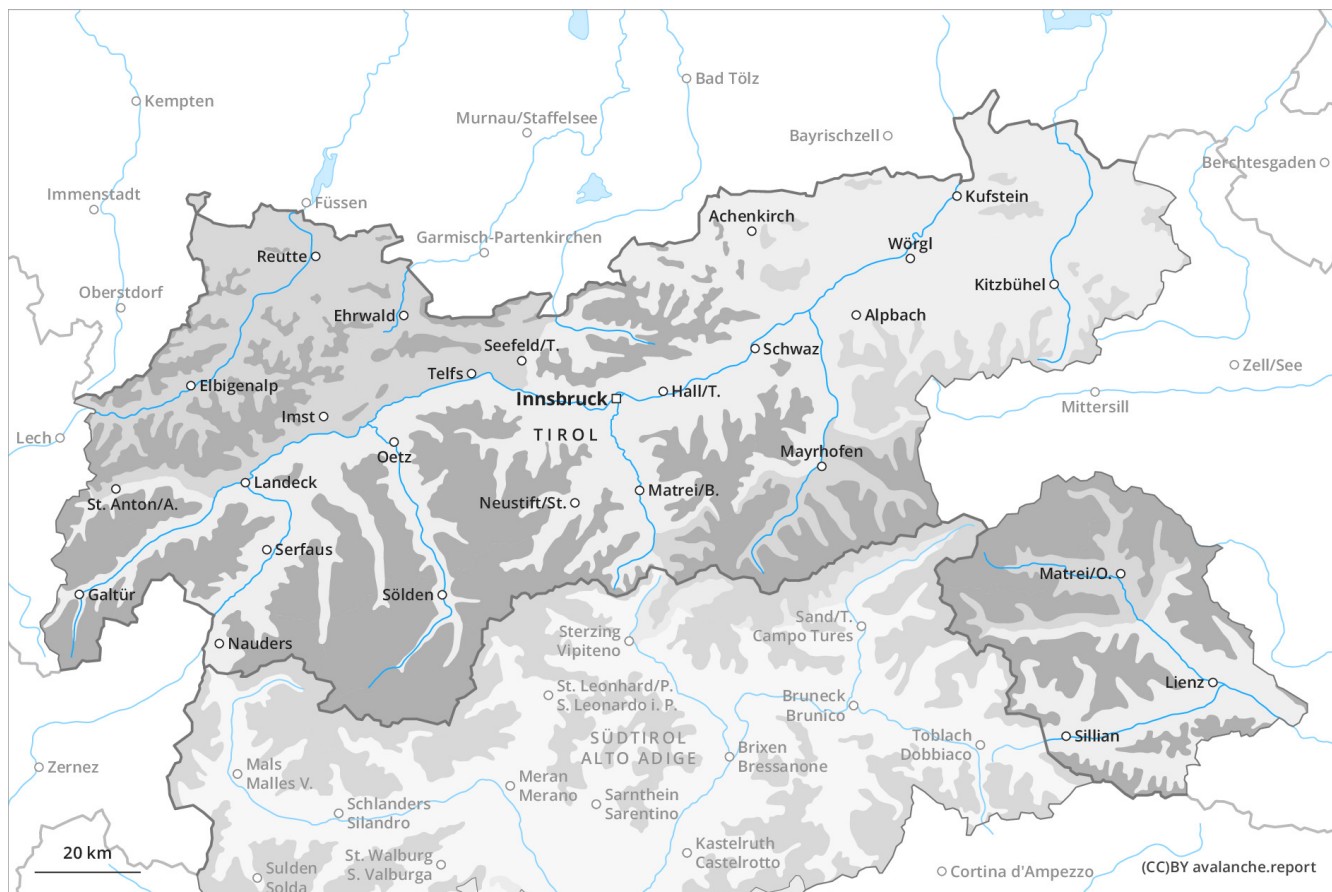 Kempten
Bad Tölz
Murnau/Staffelsee
Bayrischzell
Berchtesgaden
Immenstadt
Füssen
Kufstein
Achenkirch
Garmisch-Partenkirchen
Wörgl
Reutte
Oberstdorf
Kitzbühel
Ehrwald
Alpbach
Seefeld/T.
Schwaz
Zell/See
Telfs
Elbigenalp
Hall/T.
Innsbruck
Mittersill
Imst
TIROL
Lech
Oetz
Mayrhofen
Landeck
Matrei/B.
St. Anton/A.
Neustift/St.
Serfaus
Matrei/O.
Galtür
Sölden
Sand/T.
Campo Tures
Sterzing
Vipiteno
Nauders
Lienz
St. Leonhard/P.
S. Leonardo i. P.
Bruneck
Brunico
SÜDTIROL
ALTO ADIGE
Toblach
Dobbiaco
Sillian
Brixen
Bressanone
Zernez
Mals
Malles V.
Meran
Merano
Sarnthein
Sarentino
Schlanders
Silandro
20 km
Kastelruth
Castelrotto
St. Walburg
S. Valburga
Sulden
Solda
Cortina d'Ampezzo
(CC)BY avalanche.report